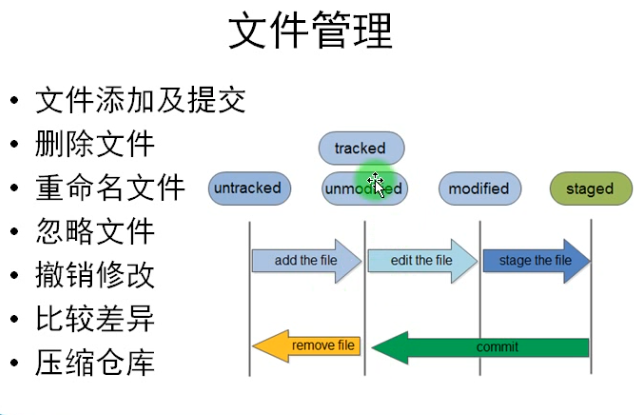 文件管理
• 文件添加及提交
• 删除文件
• 重命名文件
• 忽略文件
• 撤销修改
• 比较差异
• 压缩仓库
tracked
untracked
unmodified
modified
staged
add the file
edit the file
stage the file
remove file
commit